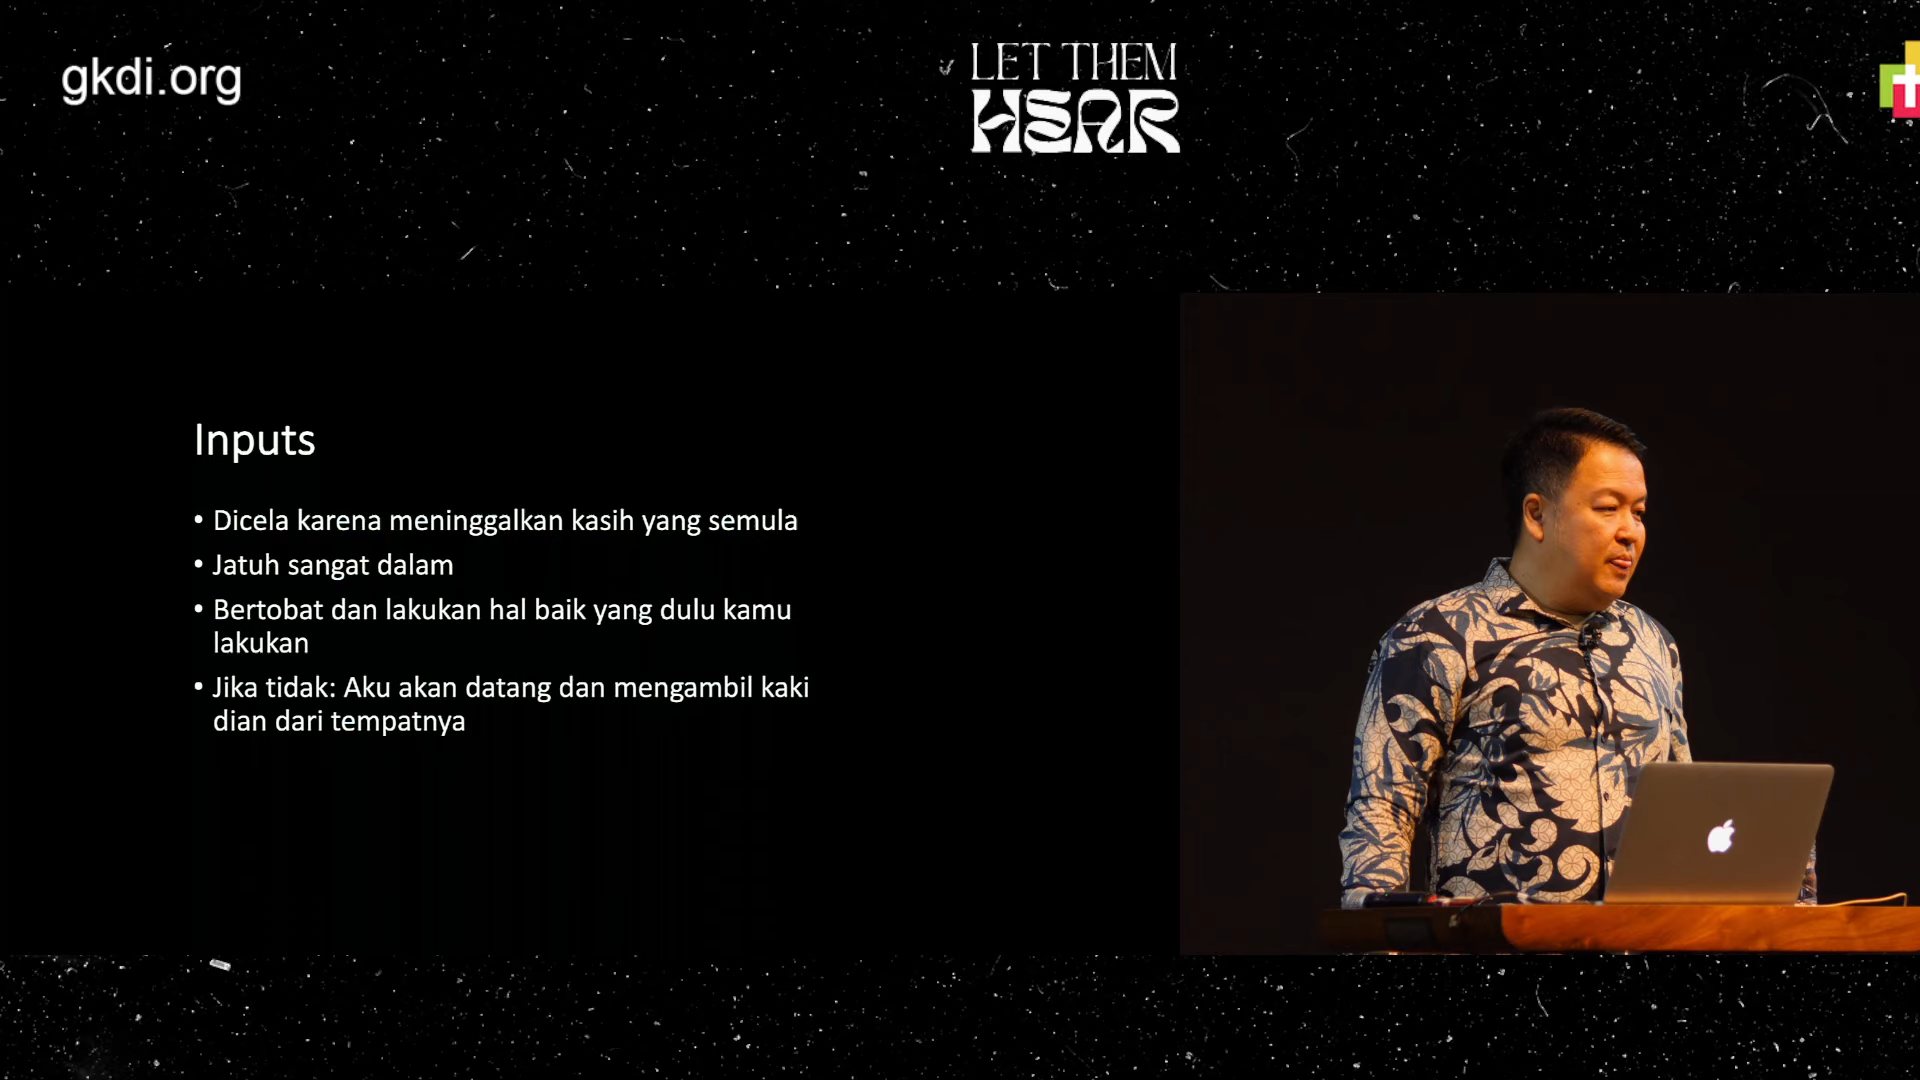 gkdi.org
LET THEM
HEAR
Inputs
• Dicela karena meninggalkan kasih yang semula
• Jatuh sangat dalam
• Bertobat dan lakukan hal baik yang dulu kamu
lakukan
• Jika tidak: Aku akan datang dan mengambil kaki
dian dari tempatnya